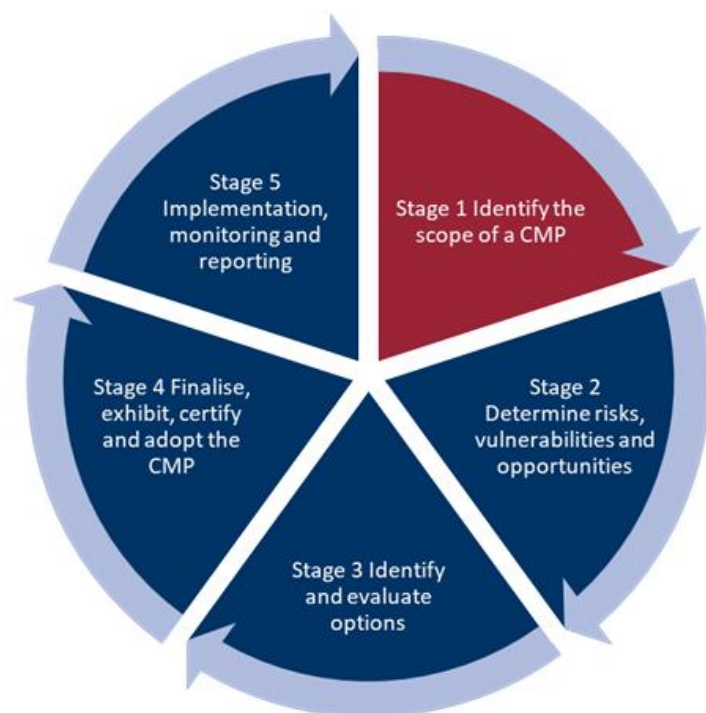 Stage 1 Identify the
scope of a CMP
Stage 2
Determine risks,
vulnerabilities and
opportunities
Stage 3 Identify
and evaluate
options
Stage 4 Finalise,
exhibit, certify
and adopt the
CMP
Stage 5
Implementation,
monitoring and
reporting